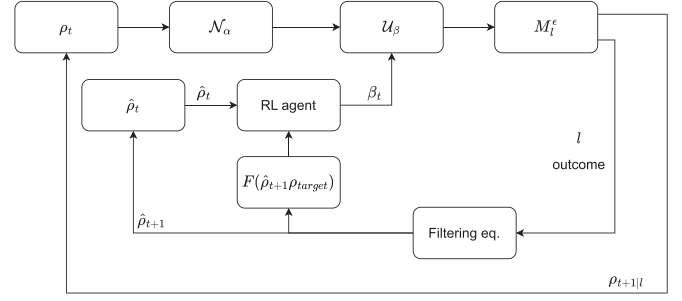 ρ_t
𝒩_α
𝒰_β
M_l^ϵ
ρ̂_t
ρ̂_t
RL agent
β_t
l
outcome
F(ρ̂_{t+1}ρ_{target})
ρ̂_{t+1}
Filtering eq.
ρ_{t+1|l}